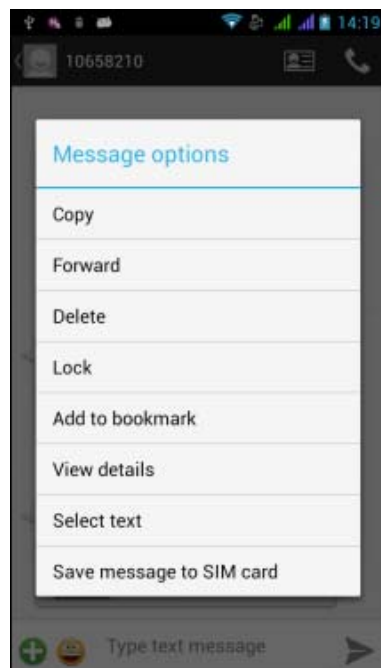 14:19
10658210
Message options
Copy
Forward
Delete
Lock
Add to bookmark
View details
Select text
Save message to SIM card
Type text message